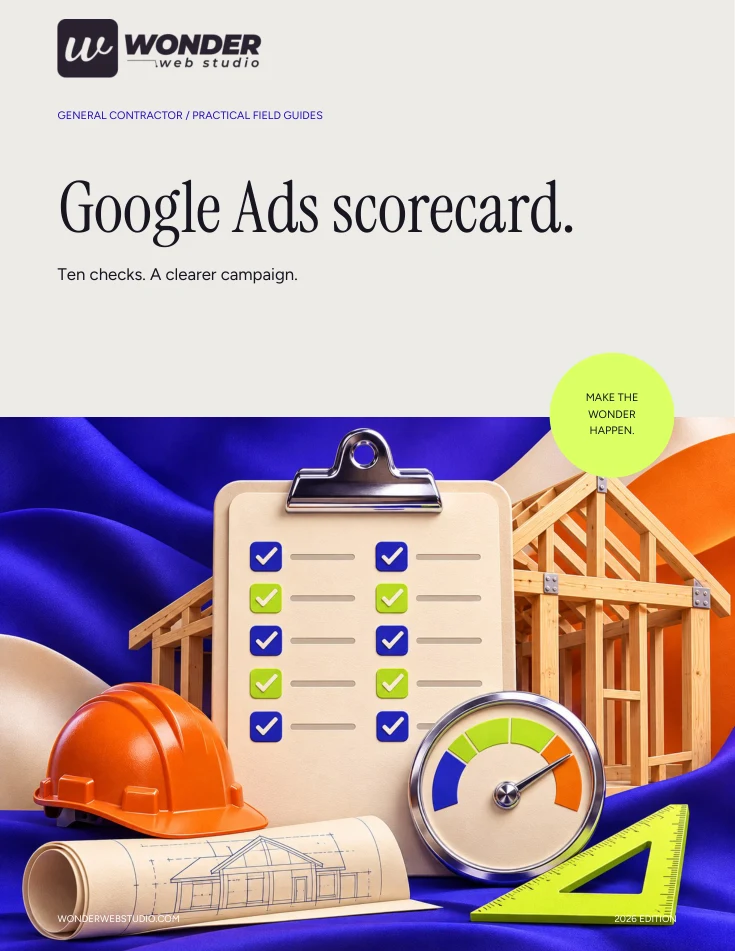 w WONDER
web studio
GENERAL CONTRACTOR / PRACTICAL FIELD GUIDES
Google Ads scorecard.
Ten checks. A clearer campaign.
MAKE THE
WONDER
HAPPEN.
WONDERWEBSTUDIO.COM
2026 EDITION